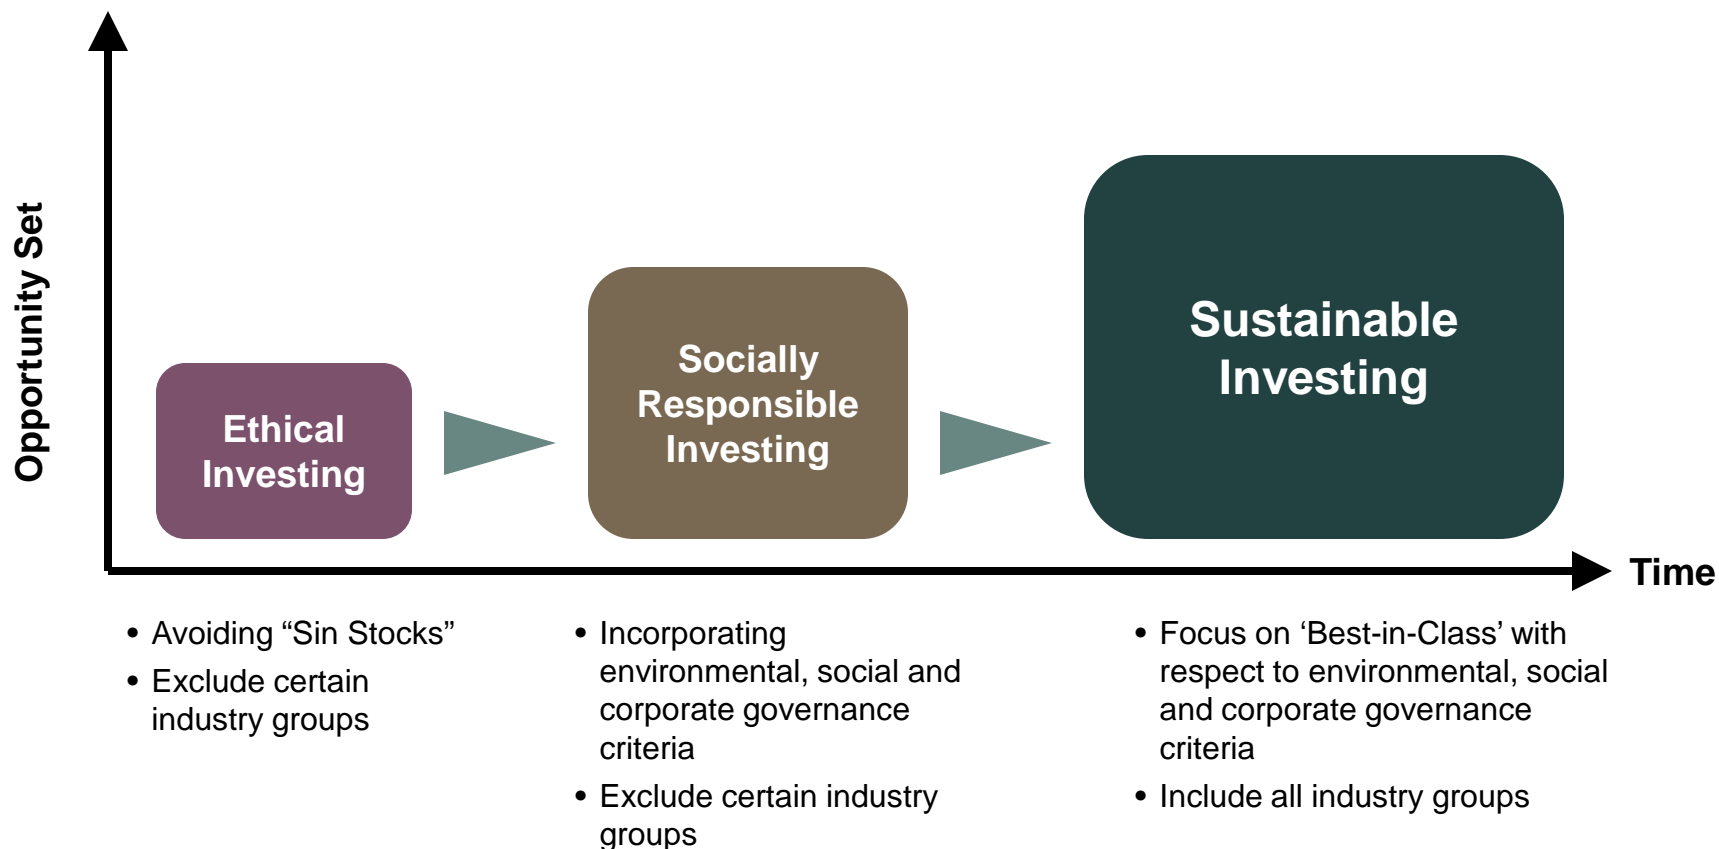 Opportunity Set
Ethical
Investing
Socially
Responsible
Investing
Sustainable
Investing
Time
• Avoiding “Sin Stocks”
• Exclude certain
industry groups
• Incorporating
environmental, social and
corporate governance
criteria
• Exclude certain industry
groups
• Focus on ‘Best-in-Class’ with
respect to environmental, social
and corporate governance
criteria
• Include all industry groups